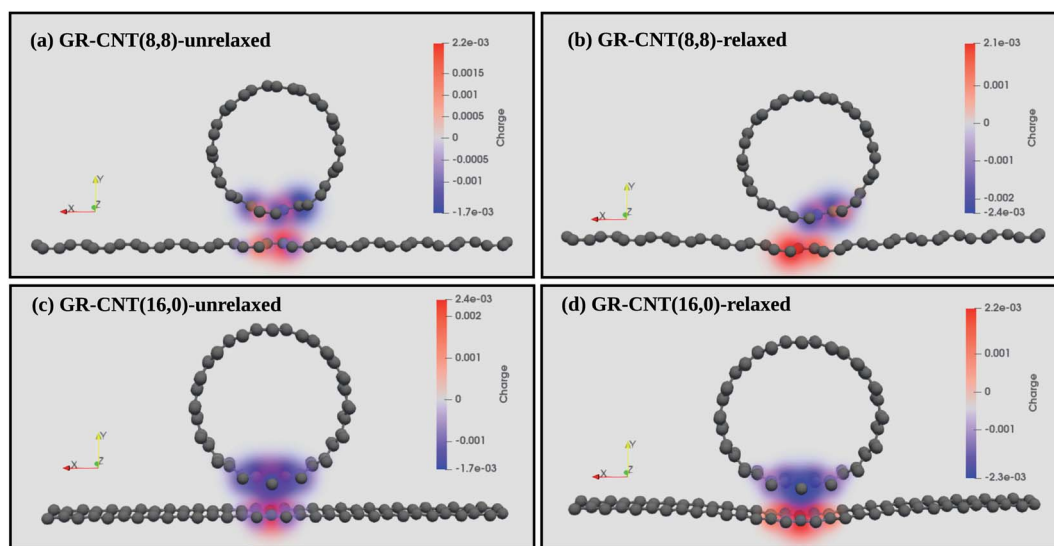 (a) GR-CNT(8,8)-unrelaxed
2.2e-03
0.0015
0.001
0.0005
0
-0.0005
-0.001
-1.7e-03
Charge
Y
X
Z
(b) GR-CNT(8,8)-relaxed
2.1e-03
0.001
0
-0.001
-0.002
-2.4e-03
Charge
Y
X
Z
(c) GR-CNT(16,0)-unrelaxed
2.4e-03
0.002
0.001
0
-0.001
-1.7e-03
Charge
Y
X
Z
(d) GR-CNT(16,0)-relaxed
2.2e-03
0.001
0
-0.001
-2.3e-03
Charge
Y
X
Z